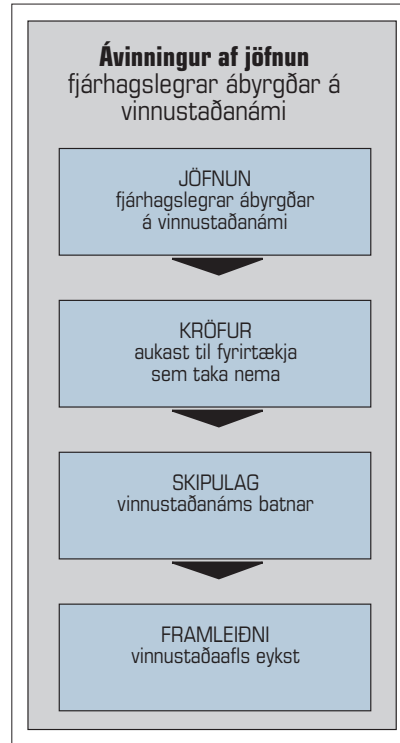 Ávinningur af jöfnun
fjárhagslegrar ábyrgðar á
vinnustaðanámi
JÖFNUN
fjárhagslegrar ábyrgðar
á vinnustaðanámi
KRÖFUR
aukast til fyrirtækja
sem taka nema
SKIPULAG
vinnustaðanáms batnar
FRAMLEIÐNI
vinnustaðaafls eykst